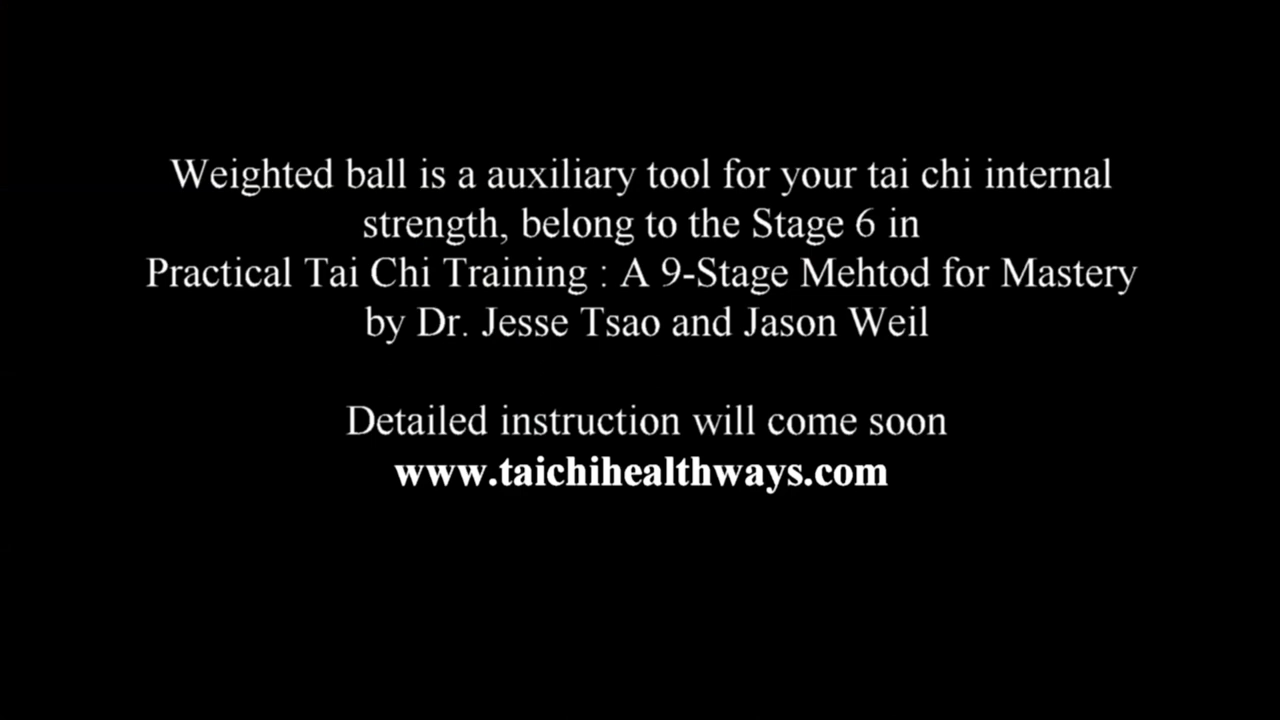 Weighted ball is a auxiliary tool for your tai chi internal
strength, belong to the Stage 6 in
Practical Tai Chi Training : A 9-Stage Mehtod for Mastery
by Dr. Jesse Tsao and Jason Weil
Detailed instruction will come soon
www.taichihealthways.com